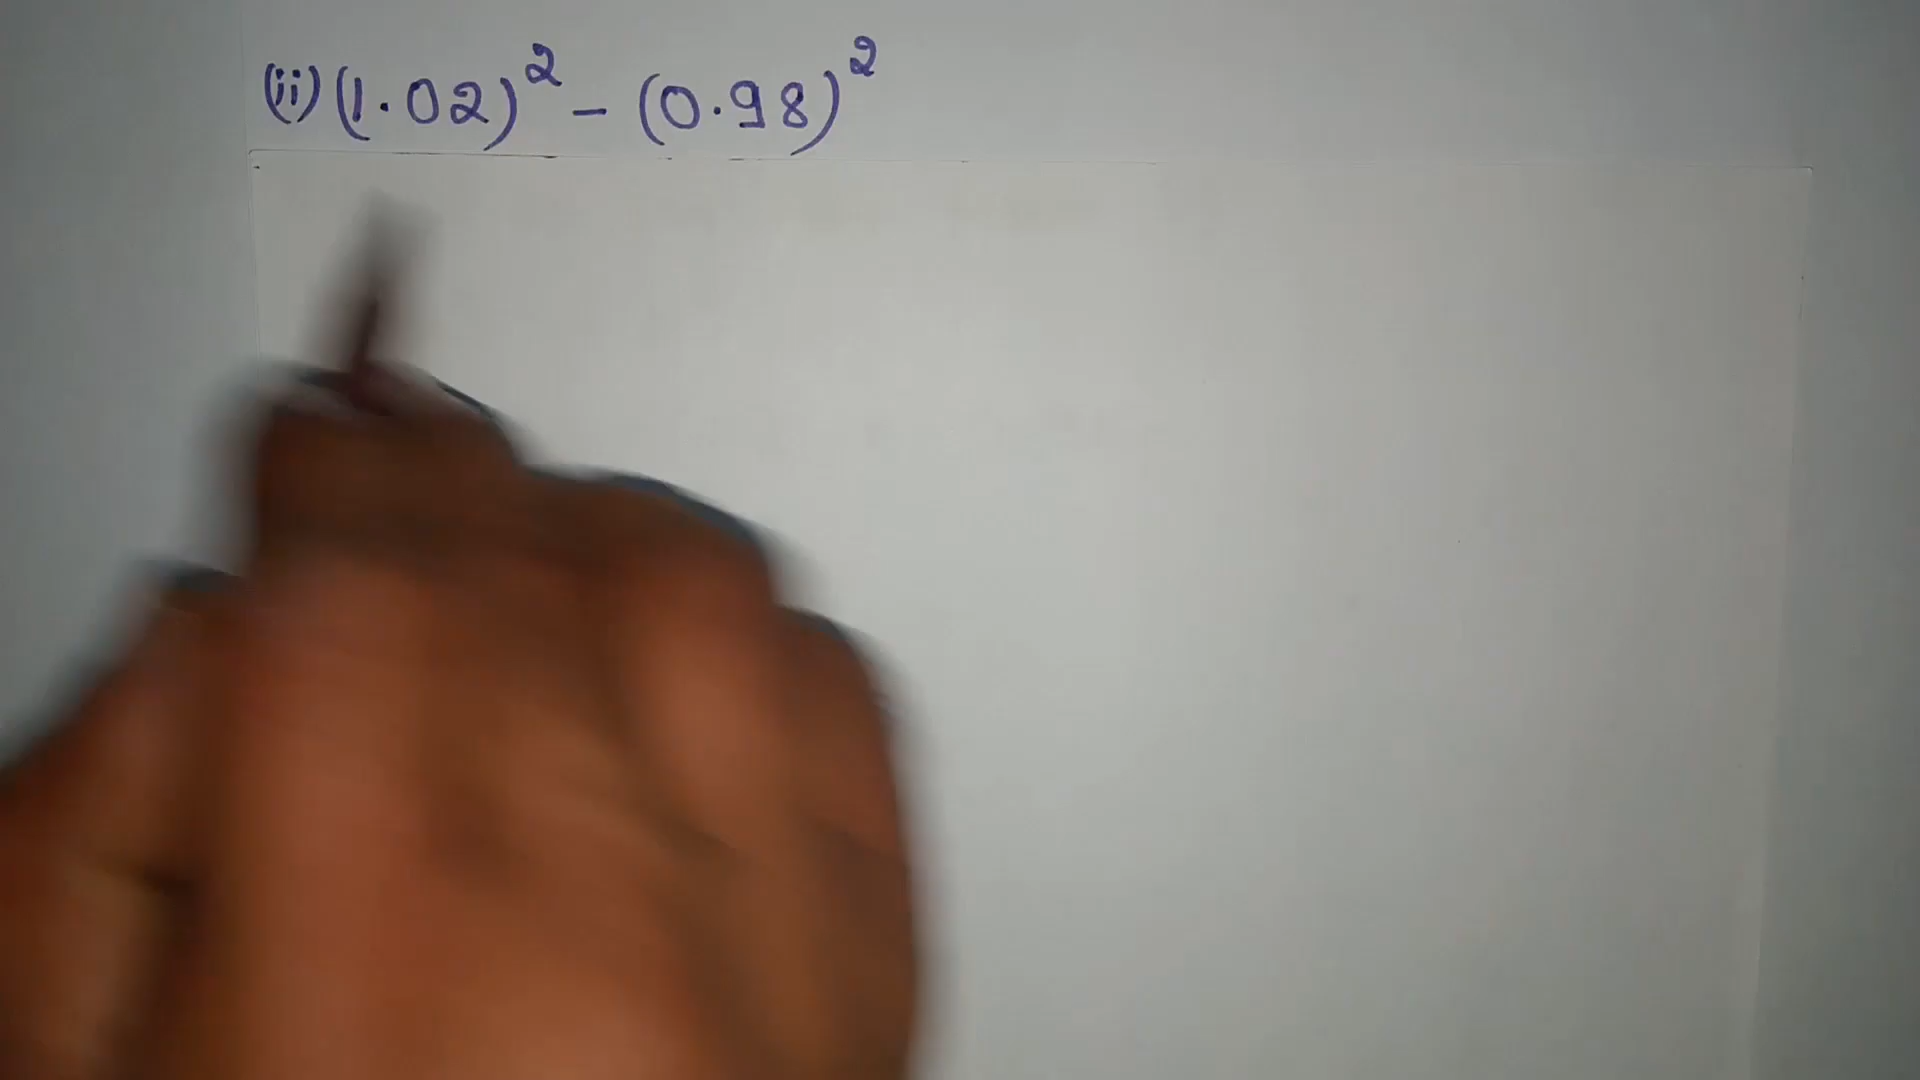 (ii) (1.02)² - (0.98)²